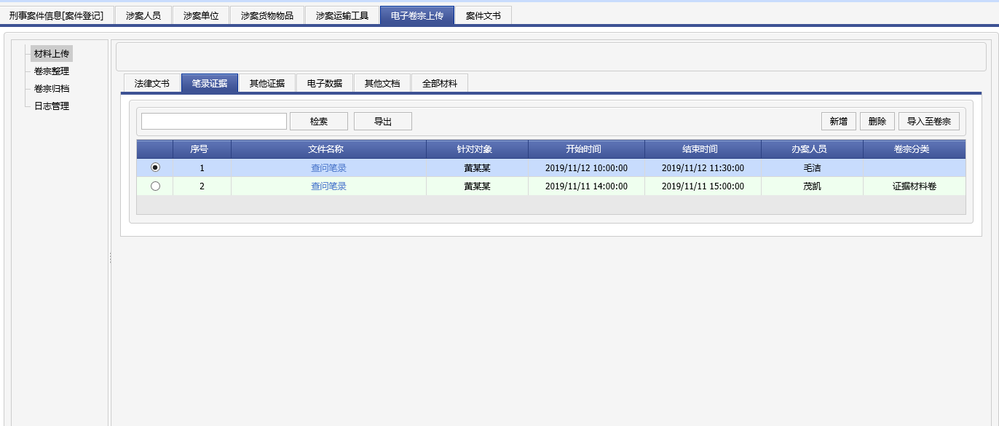 刑事案件信息[案件登记] 涉案人员 涉案单位 涉案货物物品 涉案运输工具 电子卷宗上传 案件文书
材料上传
卷宗整理
卷宗归档
日志管理
法律文书 笔录证据 其他证据 电子数据 其他文档 全部材料
检索 导出 新增 删除 导入至卷宗
序号 文件名称 针对对象 开始时间 结束时间 办案人员 卷宗分类
1 查问笔录 黄某某 2019/11/12 10:00:00 2019/11/12 11:30:00 毛洁
2 查问笔录 黄某某 2019/11/11 14:00:00 2019/11/11 15:00:00 茂凯 证据材料卷